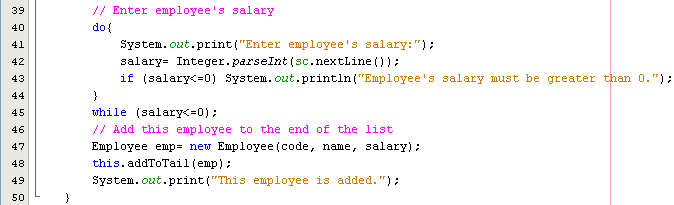 39 // Enter employee's salary
40 do{
41 System.out.print("Enter employee's salary:");
42 salary= Integer.parseInt(sc.nextLine());
43 if (salary<=0) System.out.println("Employee's salary must be greater than 0.");
44 }
45 while (salary<=0);
46 // Add this employee to the end of the list
47 Employee emp= new Employee(code, name, salary);
48 this.addToTail(emp);
49 System.out.print("This employee is added.");
50 }